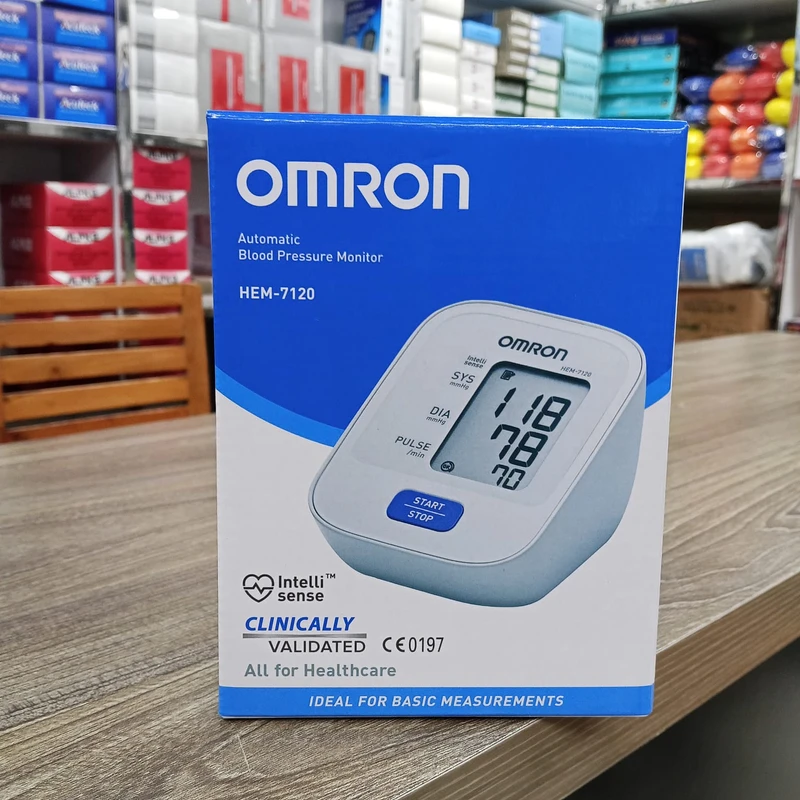 OMRON
Automatic
Blood Pressure Monitor
HEM-7120
OMRON
HEM-7120
Intelli
sense
SYS
mmHg
118
DIA
mmHg
78
PULSE
/min
70
OK
START
STOP
Intelli™
sense
CLINICALLY
VALIDATED CE0197
All for Healthcare
IDEAL FOR BASIC MEASUREMENTS